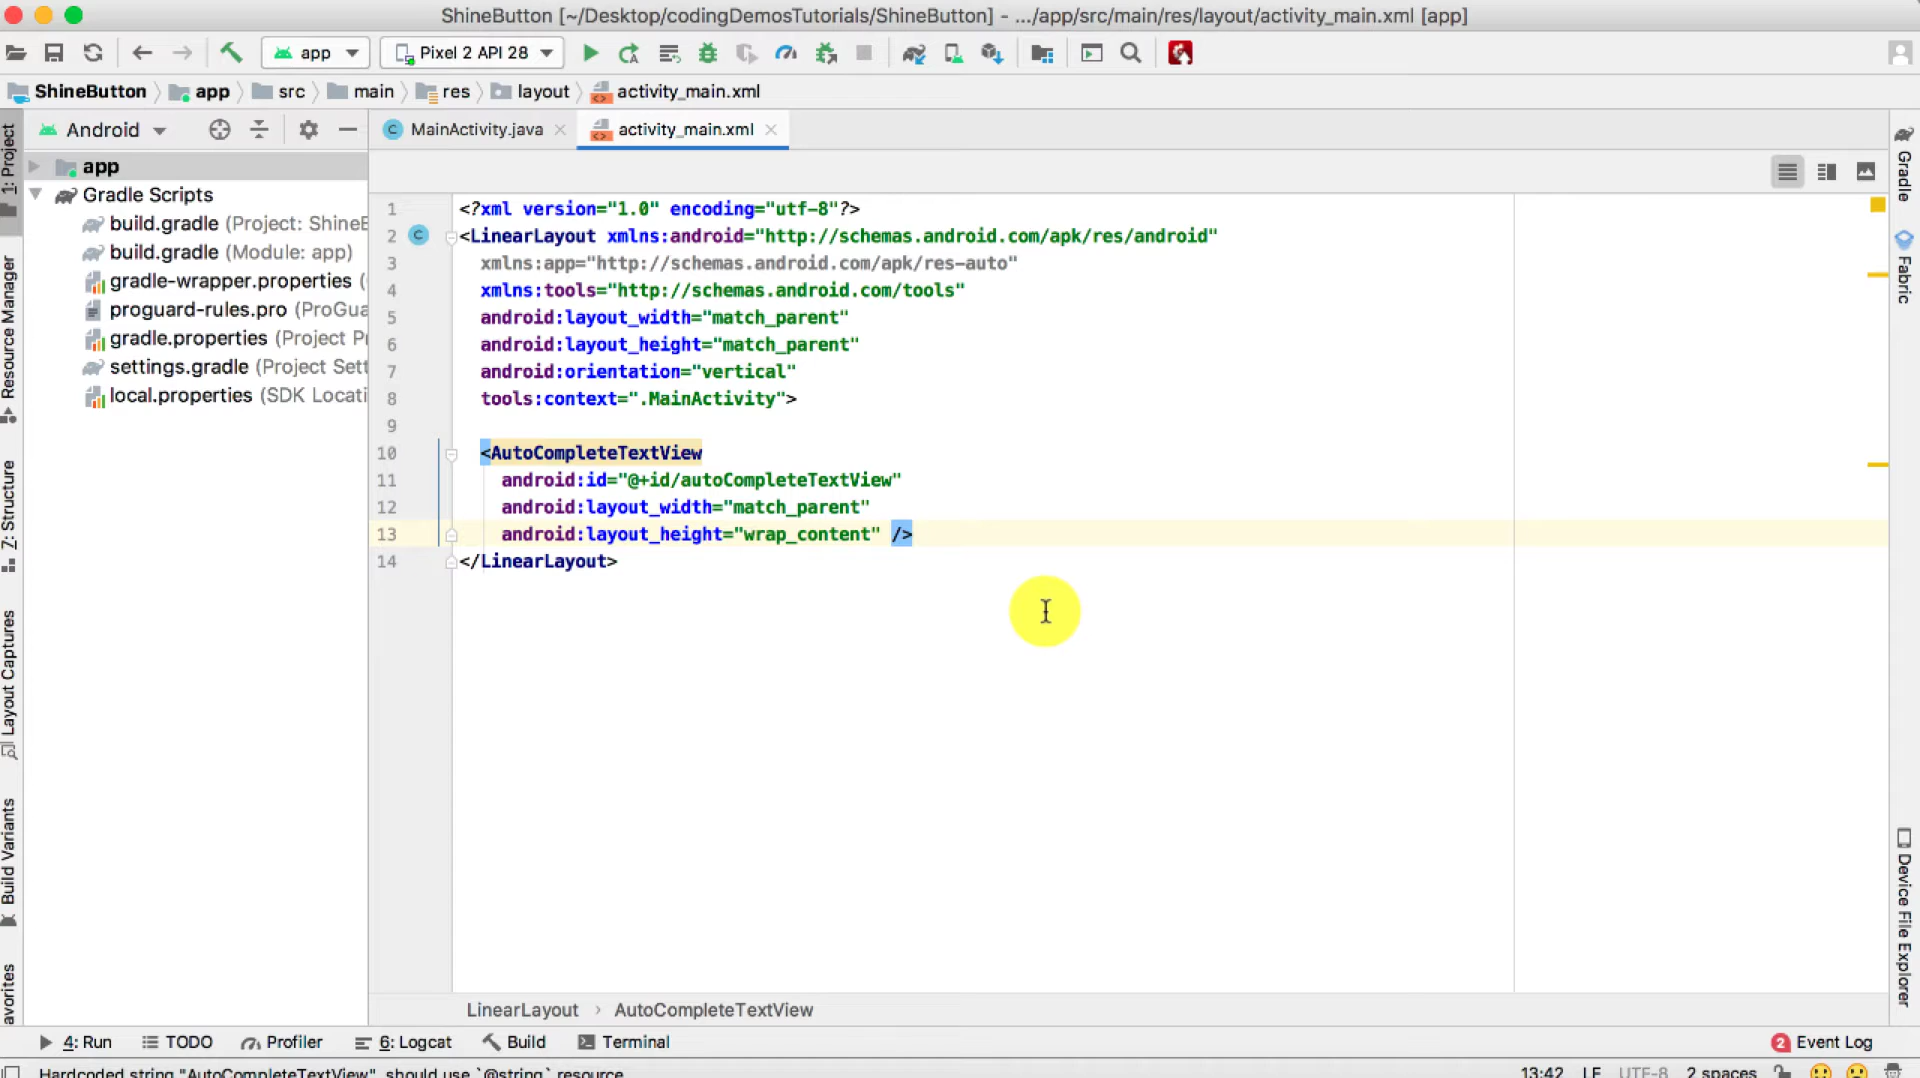 ShineButton [~/Desktop/codingDemosTutorials/ShineButton] - .../app/src/main/res/layout/activity_main.xml [app]
app
Pixel 2 API 28
ShineButton app src main res layout activity_main.xml
1: Project
Resource Manager
Z: Structure
Layout Captures
Build Variants
avorites
Android
app
Gradle Scripts
build.gradle (Project: ShineB
build.gradle (Module: app)
gradle-wrapper.properties (
proguard-rules.pro (ProGua
gradle.properties (Project Pr
settings.gradle (Project Sett
local.properties (SDK Locati
MainActivity.java
activity_main.xml
1 <?xml version="1.0" encoding="utf-8"?>
2 <LinearLayout xmlns:android="http://schemas.android.com/apk/res/android"
3 xmlns:app="http://schemas.android.com/apk/res-auto"
4 xmlns:tools="http://schemas.android.com/tools"
5 android:layout_width="match_parent"
6 android:layout_height="match_parent"
7 android:orientation="vertical"
8 tools:context=".MainActivity">
9
10 <AutoCompleteTextView
11 android:id="@+id/autoCompleteTextView"
12 android:layout_width="match_parent"
13 android:layout_height="wrap_content" />
14 </LinearLayout>
LinearLayout › AutoCompleteTextView
Gradle
Fabric
Device File Explorer
4: Run TODO Profiler 6: Logcat Build Terminal
2 Event Log
Hardcoded string "AutoCompleteTextView", should use `@string` resource
13:42 LF UTF-8 2 spaces